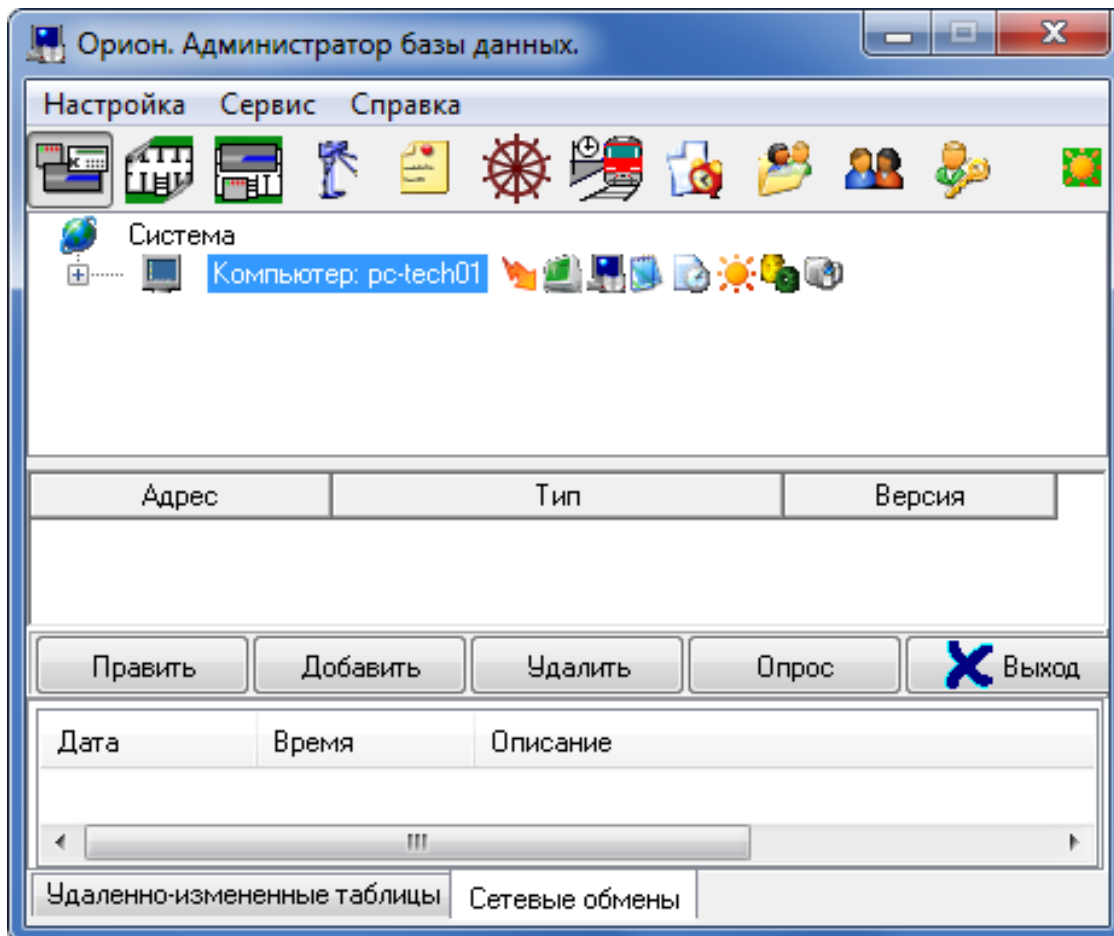 Орион. Администратор базы данных.
Настройка Сервис Справка
Система
Компьютер: pc-tech01
Адрес Тип Версия
Править Добавить Удалить Опрос Выход
Дата Время Описание
Удаленно-измененные таблицы Сетевые обмены